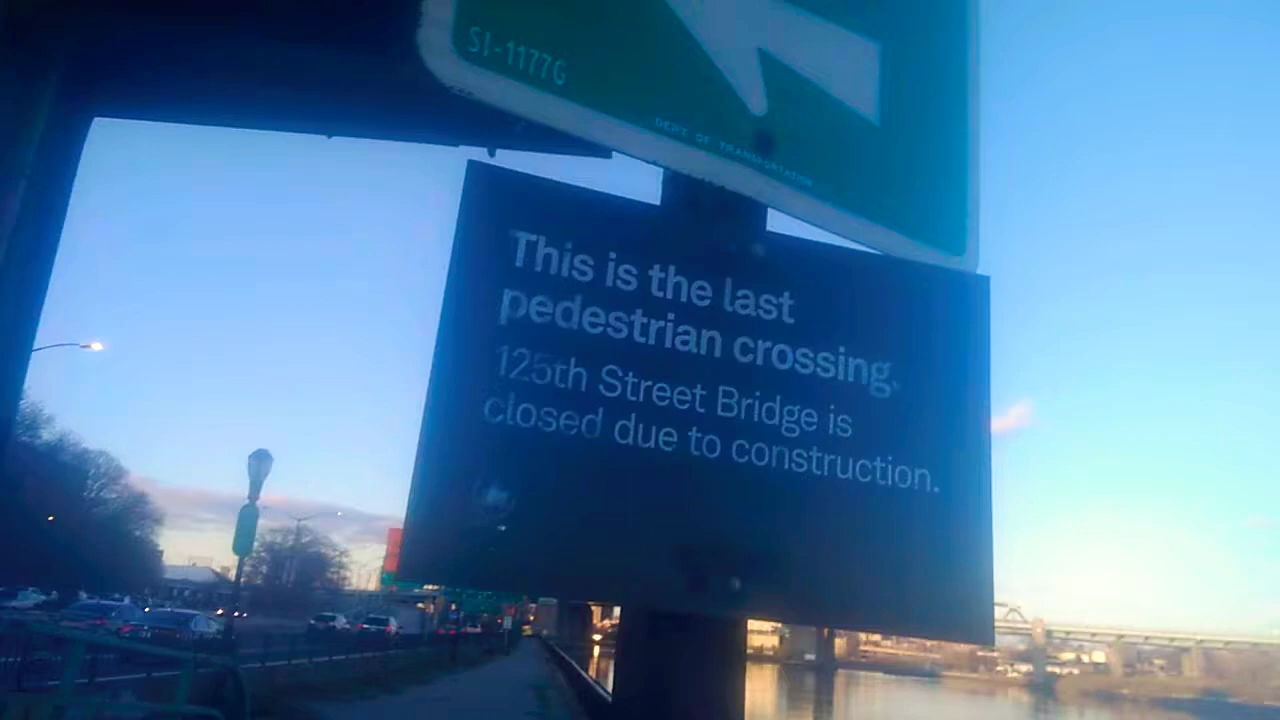 SI-1177G
DEPT OF TRANSPORTATION
This is the last
pedestrian crossing.
125th Street Bridge is
closed due to construction.